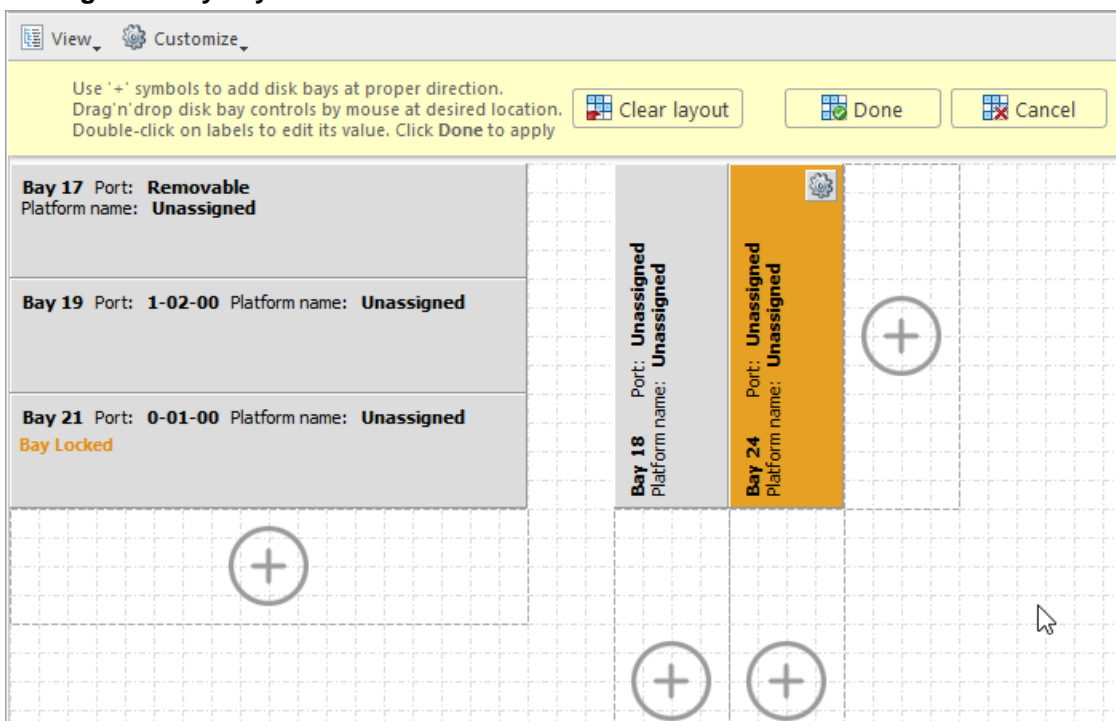 View Customize
Use '+' symbols to add disk bays at proper direction.
Drag'n'drop disk bay controls by mouse at desired location.
Double-click on labels to edit its value. Click Done to apply
Clear layout
Done
Cancel
Bay 17 Port: Removable
Platform name: Unassigned
Bay 19 Port: 1-02-00 Platform name: Unassigned
Bay 21 Port: 0-01-00 Platform name: Unassigned
Bay Locked
Bay 18 Port: Unassigned
Platform name: Unassigned
Bay 24 Port: Unassigned
Platform name: Unassigned